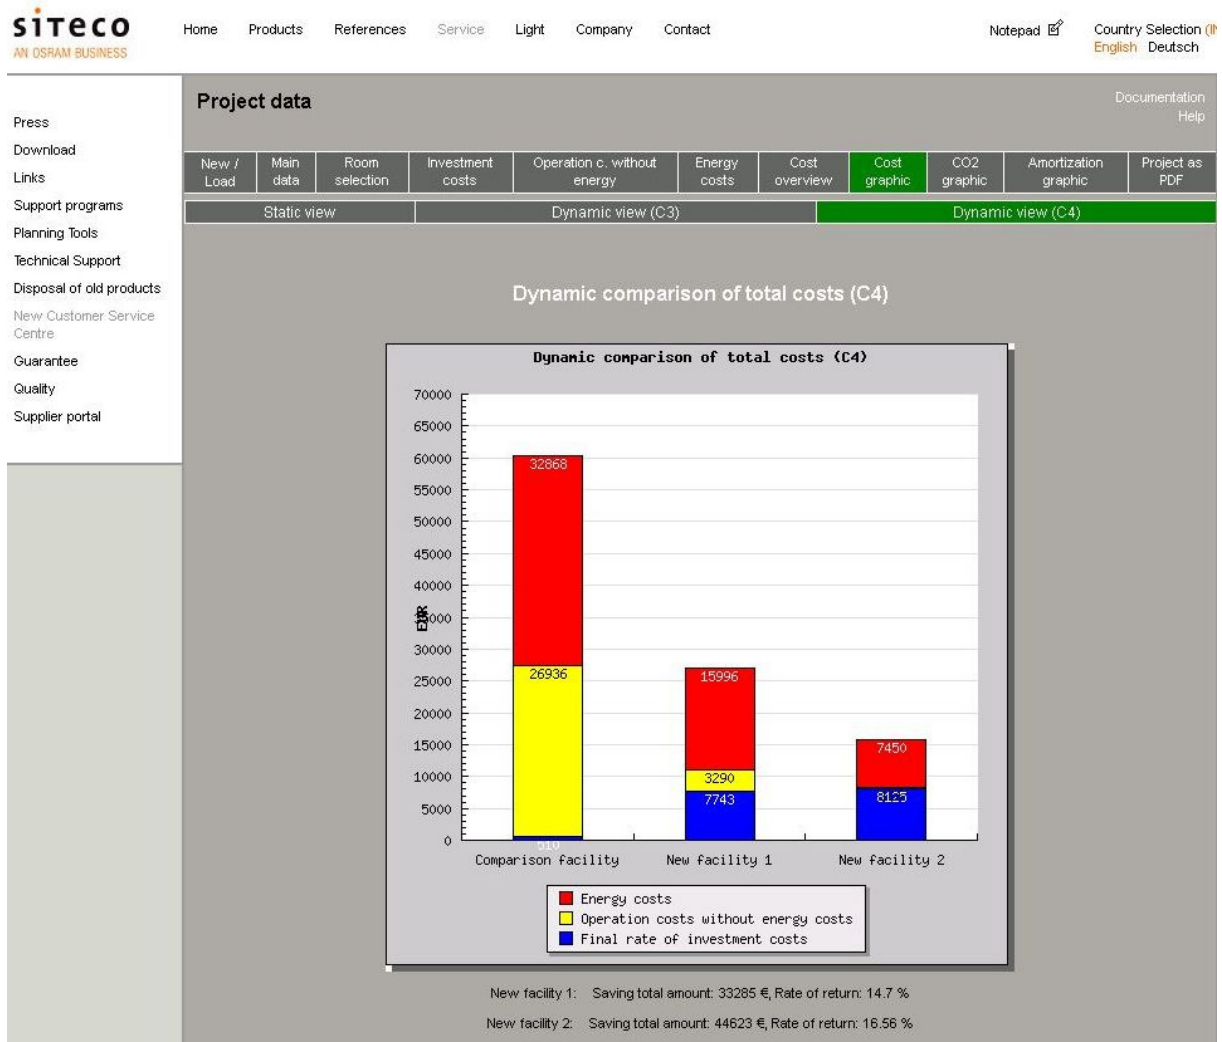 siteco
AN OSRAM BUSINESS
Home Products References Service Light Company Contact
Notepad
Country Selection
English Deutsch
Press
Download
Links
Support programs
Planning Tools
Technical Support
Disposal of old products
New Customer Service
Centre
Guarantee
Quality
Supplier portal
Project data
Documentation
Help
New / Load
Main data
Room selection
Investment costs
Operation c. without energy
Energy costs
Cost overview
Cost graphic
CO2 graphic
Amortization graphic
Project as PDF
Static view
Dynamic view (C3)
Dynamic view (C4)
Dynamic comparison of total costs (C4)
Dynamic comparison of total costs (C4)
70000
65000
60000
55000
50000
45000
40000
30000
25000
20000
15000
10000
5000
0
EUR
32868
26936
510
15996
3290
7743
7450
8125
Comparison facility
New facility 1
New facility 2
Energy costs
Operation costs without energy costs
Final rate of investment costs
New facility 1: Saving total amount: 33285 €, Rate of return: 14.7 %
New facility 2: Saving total amount: 44623 €, Rate of return: 16.56 %